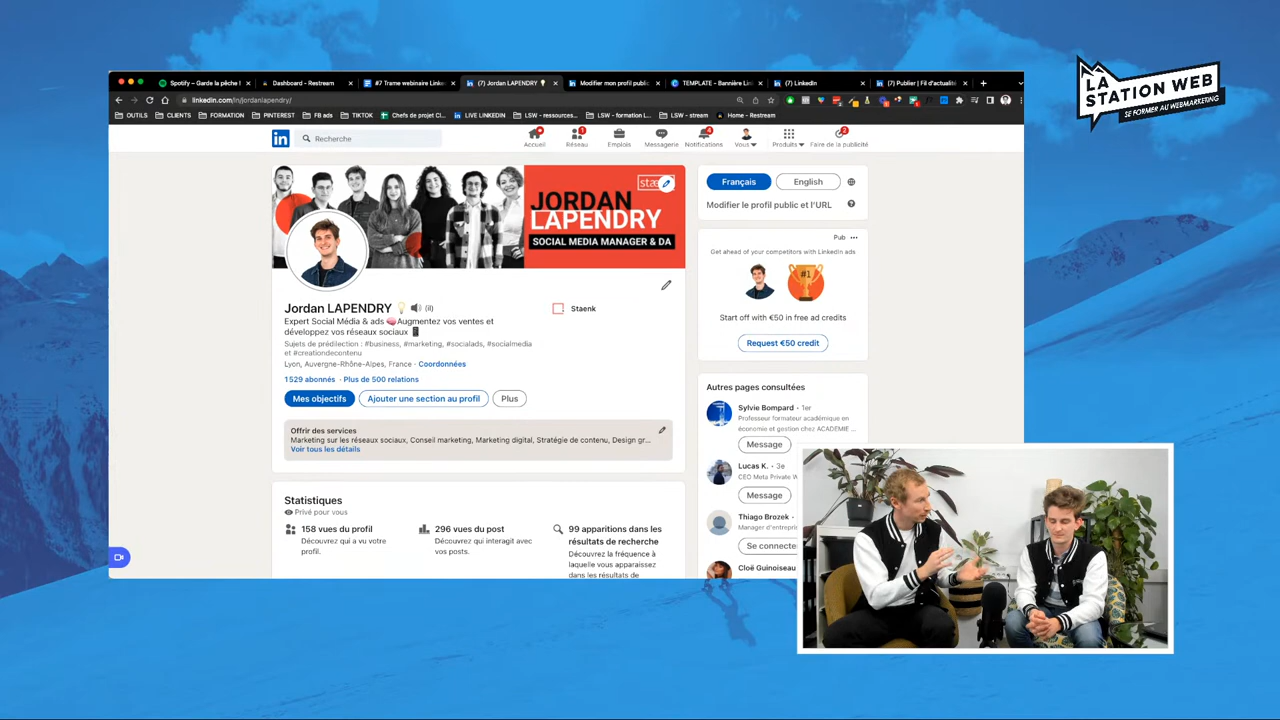 LA
STATION WEB
SE FORMER AU WEBMARKETING
Spotify – Garde la pêche !
Dashboard - Restream
#7 Trame webinaire Linke
(7) Jordan LAPENDRY
Modifier mon profil public
TEMPLATE - Bannière Lin
(7) LinkedIn
(7) Publier | Fil d'actualité
linkedin.com/in/jordanlapendry/
OUTILS
CLIENTS
FORMATION
PINTEREST
FB ads
TIKTOK
Chefs de projet Cl...
LIVE LINKEDIN
LSW - ressources...
LSW - formation L...
LSW - stream
Home - Restream
in
Recherche
Accueil
1
Réseau
Emplois
Messagerie
4
Notifications
Vous
Produits
2
Faire de la publicité
JORDAN
LAPENDRY
SOCIAL MEDIA MANAGER & DA
Jordan LAPENDRY
(il)
Expert Social Média & ads Augmentez vos ventes et
développez vos réseaux sociaux
Sujets de prédilection : #business, #marketing, #socialads, #socialmedia
et #creationdecontenu
Lyon, Auvergne-Rhône-Alpes, France · Coordonnées
1 529 abonnés · Plus de 500 relations
Mes objectifs
Ajouter une section au profil
Plus
Staenk
Offrir des services
Marketing sur les réseaux sociaux, Conseil marketing, Marketing digital, Stratégie de contenu, Design gr...
Voir tous les détails
Statistiques
Privé pour vous
158 vues du profil
Découvrez qui a vu votre
profil.
296 vues du post
Découvrez qui interagit avec
vos posts.
99 apparitions dans les
résultats de recherche
Découvrez la fréquence à
laquelle vous apparaissez
dans les résultats de
Français
English
Modifier le profil public et l'URL
Pub
Get ahead of your competitors with Linkedin ads
#1
Start off with €50 in free ad credits
Request €50 credit
Autres pages consultées
Sylvie Bompard · 1er
Professeur formateur académique en
économie et gestion chez ACADÉMIE ...
Message
Lucas K. · 3e
CEO Meta Private
Message
Thiago Brozek ·
Manager d'entrepri
Se connecte
Cloé Guinoiseau